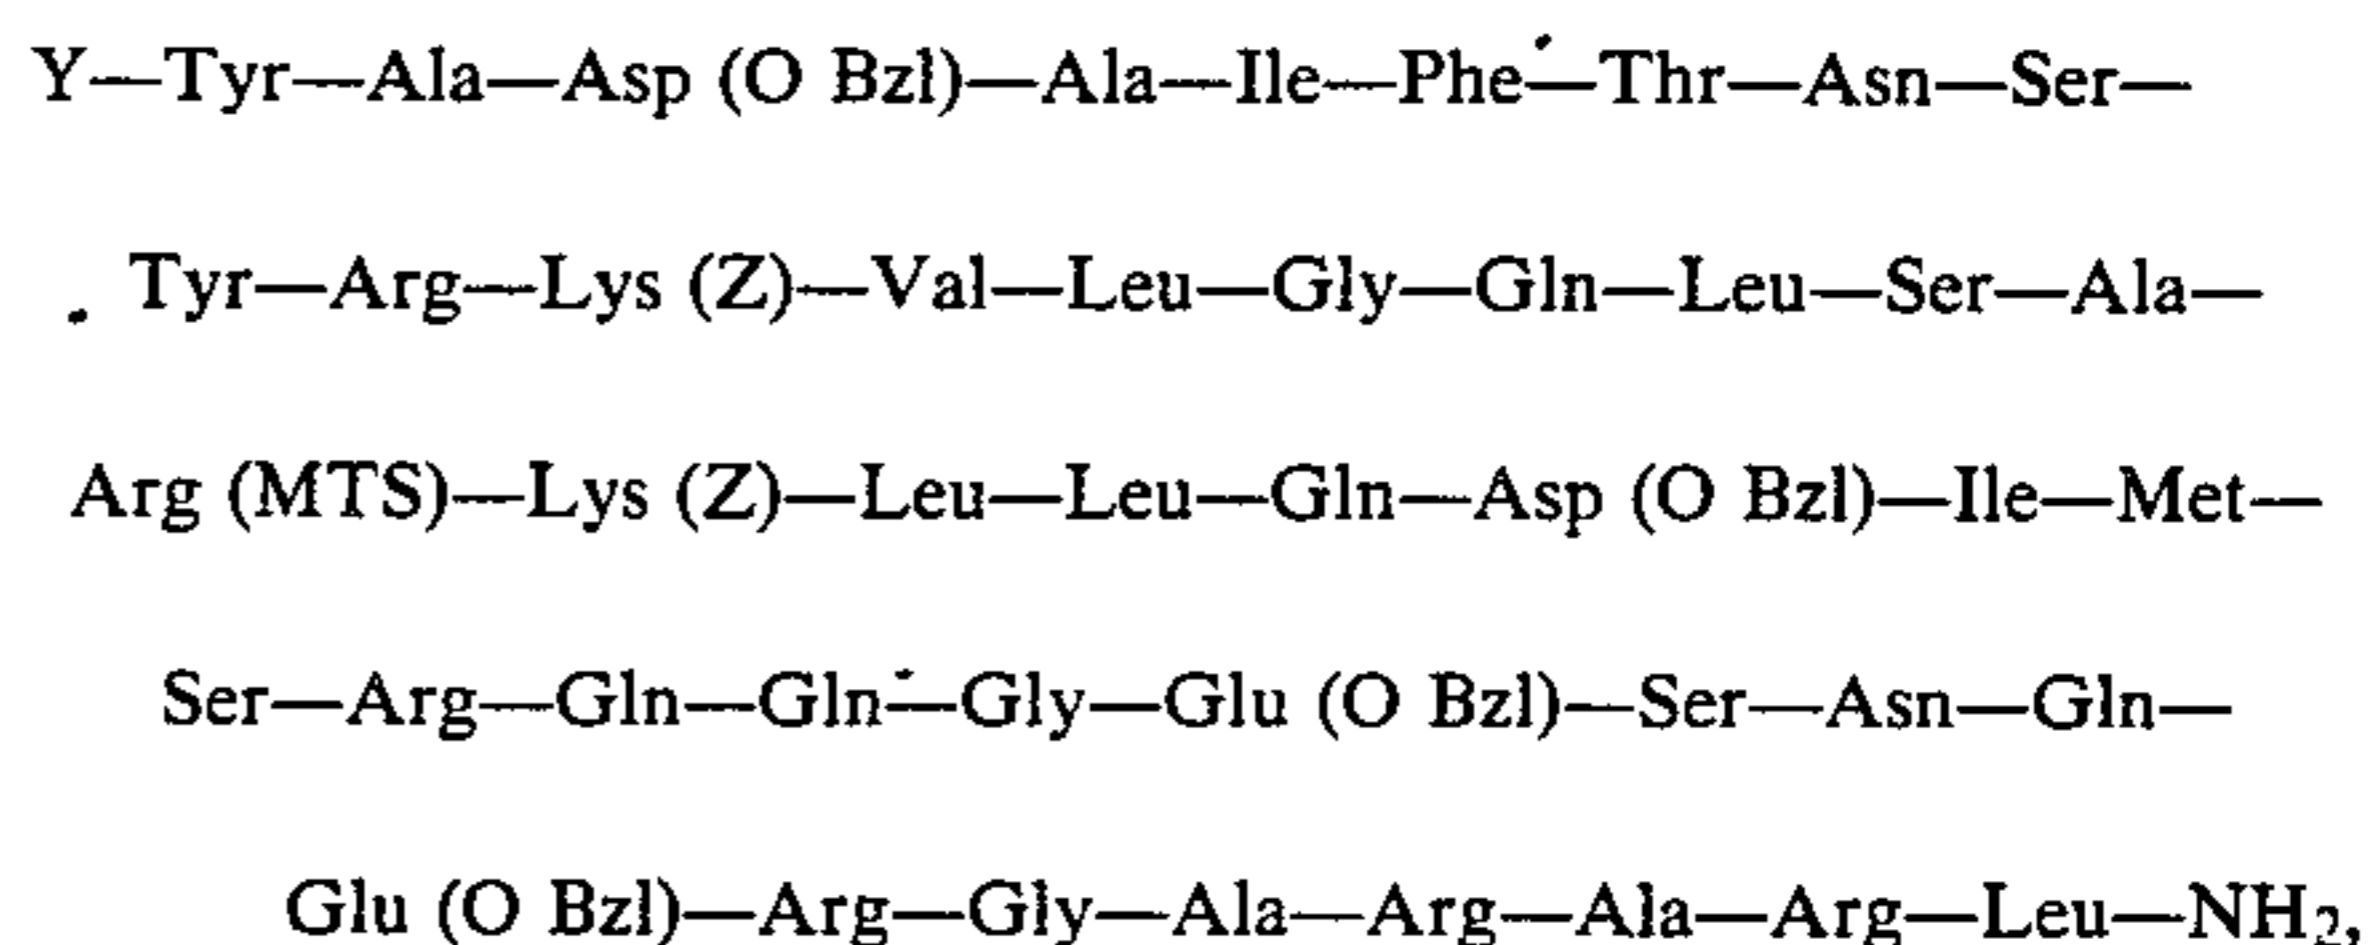 Y—Tyr—Ala—Asp (O Bzl)—Ala—Ile—Phe—Thr—Asn—Ser—
Tyr—Arg—Lys (Z)—Val—Leu—Gly—Gln—Leu—Ser—Ala—
Arg (MTS)—Lys (Z)—Leu—Leu—Gln—Asp (O Bzl)—Ile—Met—
Ser—Arg—Gln—Gln—Gly—Glu (O Bzl)—Ser—Asn—Gln—
Glu (O Bzl)—Arg—Gly—Ala—Arg—Ala—Arg—Leu—NH₂,